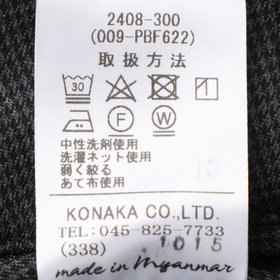 2408-300
(009-PBF622)
取扱方法
30
F W
中性洗剤使用
洗濯ネット使用
弱く絞る
あて布使用
KONAKA CO.,LTD.
TEL: 045-825-7733
(338) 1015
made in Myanmar